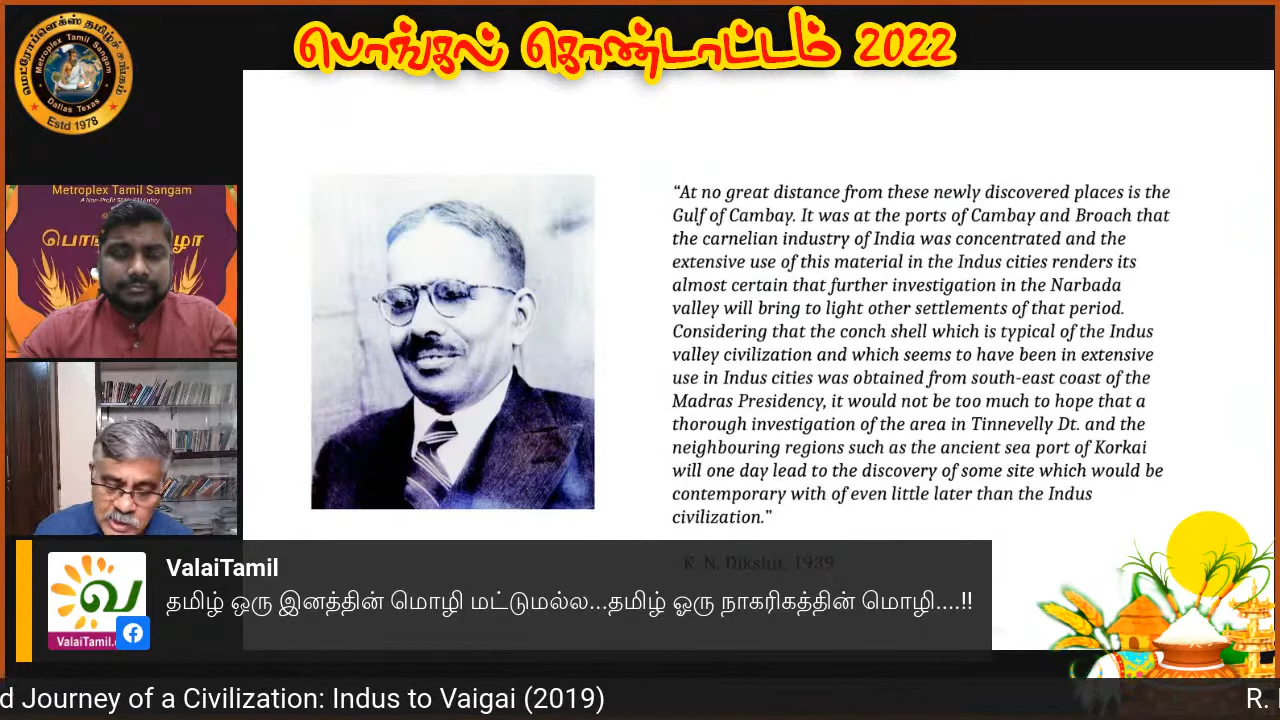 பொங்கல் கொண்டாட்டம் 2022
மெட்ரோப்ளெக்ஸ் தமிழ்ச் சங்கம்
Metroplex Tamil Sangam
Dallas Texas
Estd 1978
Metroplex Tamil Sangam
“At no great distance from these newly discovered places is the
Gulf of Cambay. It was at the ports of Cambay and Broach that
the carnelian industry of India was concentrated and the
extensive use of this material in the Indus cities renders its
almost certain that further investigation in the Narbada
valley will bring to light other settlements of that period.
Considering that the conch shell which is typical of the Indus
valley civilization and which seems to have been in extensive
use in Indus cities was obtained from south-east coast of the
Madras Presidency, it would not be too much to hope that a
thorough investigation of the area in Tinnevelly Dt. and the
neighbouring regions such as the ancient sea port of Korkai
will one day lead to the discovery of some site which would be
contemporary with of even little later than the Indus
civilization.”
K. N. Dikshit, 1939
ValaiTamil
தமிழ் ஒரு இனத்தின் மொழி மட்டுமல்ல...தமிழ் ஓரு நாகரிகத்தின் மொழி....!!
வ
ValaiTamil.
d Journey of a Civilization: Indus to Vaigai (2019)
R.